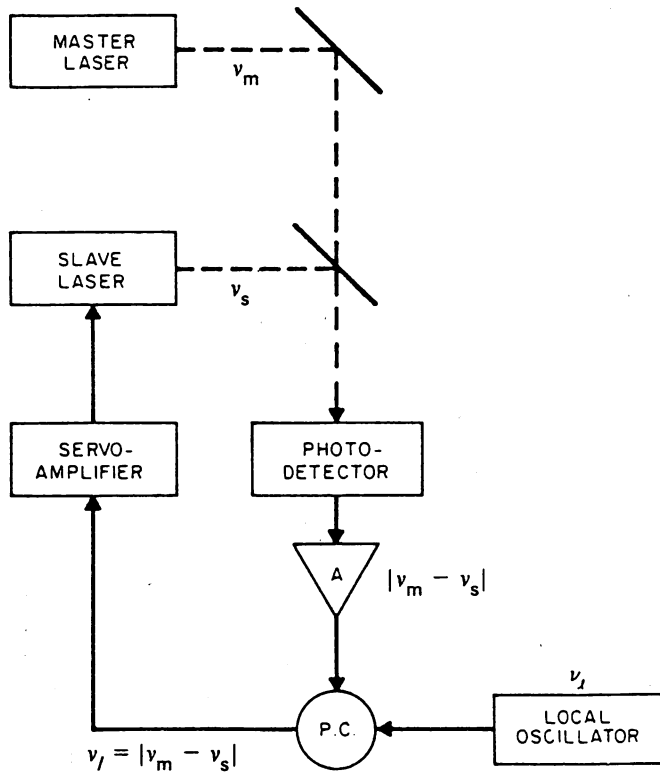 MASTER
LASER
ν_m
SLAVE
LASER
ν_s
SERVO-
AMPLIFIER
PHOTO-
DETECTOR
A
|ν_m − ν_s|
P.C.
ν_l
LOCAL
OSCILLATOR
ν_l = |ν_m − ν_s|